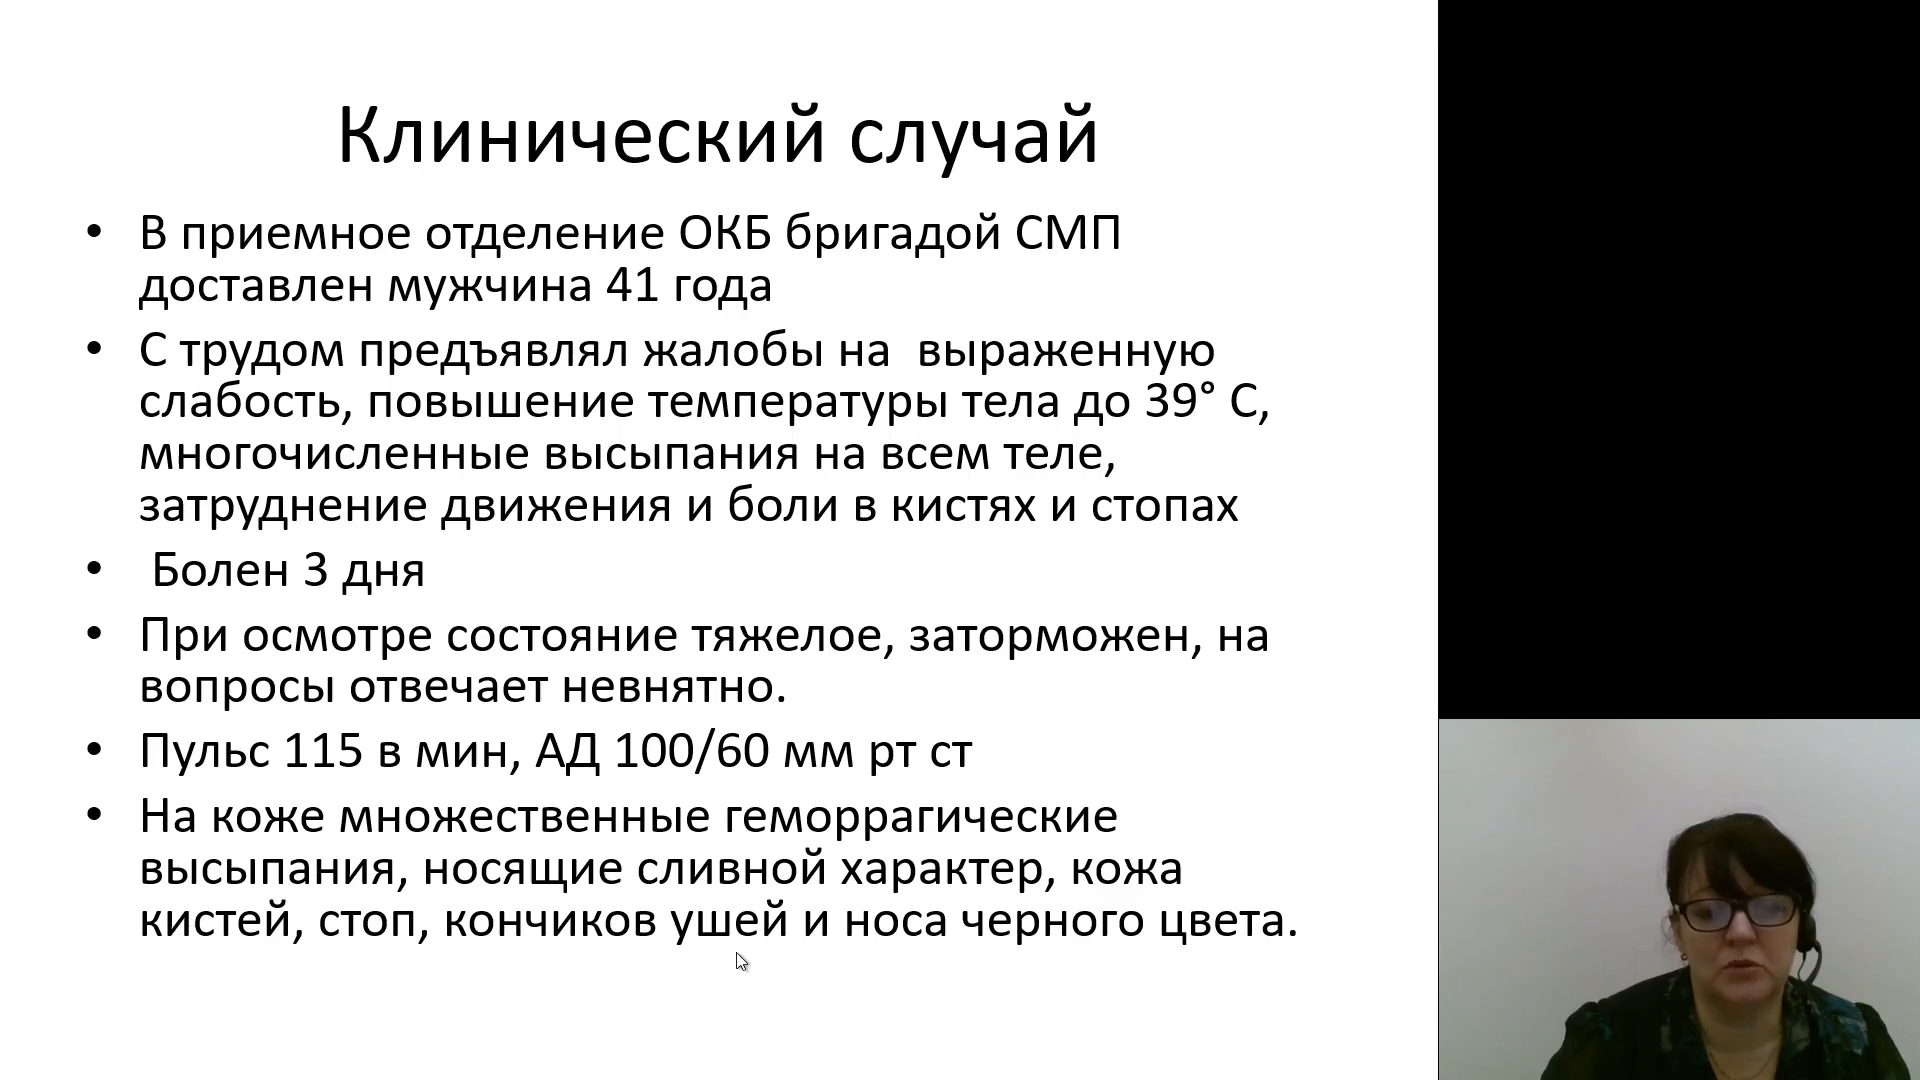 Клинический случай
• В приемное отделение ОКБ бригадой СМП
доставлен мужчина 41 года
• С трудом предъявлял жалобы на  выраженную
слабость, повышение температуры тела до 39° С,
многочисленные высыпания на всем теле,
затруднение движения и боли в кистях и стопах
• Болен 3 дня
• При осмотре состояние тяжелое, заторможен, на
вопросы отвечает невнятно.
• Пульс 115 в мин, АД 100/60 мм рт ст
• На коже множественные геморрагические
высыпания, носящие сливной характер, кожа
кистей, стоп, кончиков ушей и носа черного цвета.